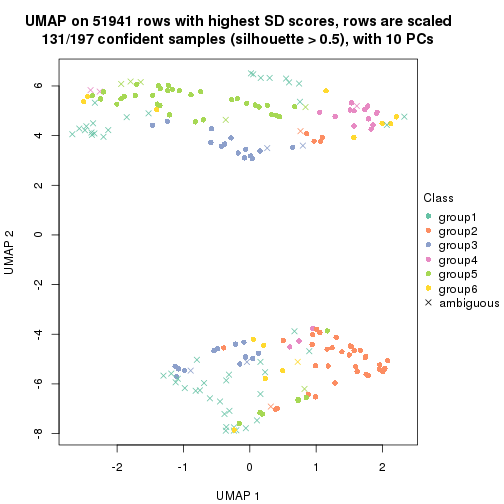 UMAP on 51941 rows with highest SD scores, rows are scaled
131/197 confident samples (silhouette > 0.5), with 10 PCs
6
4
2
0
-2
-4
-6
-8
UMAP 2
-2
-1
0
1
2
UMAP 1
Class
group1
group2
group3
group4
group5
group6
ambiguous